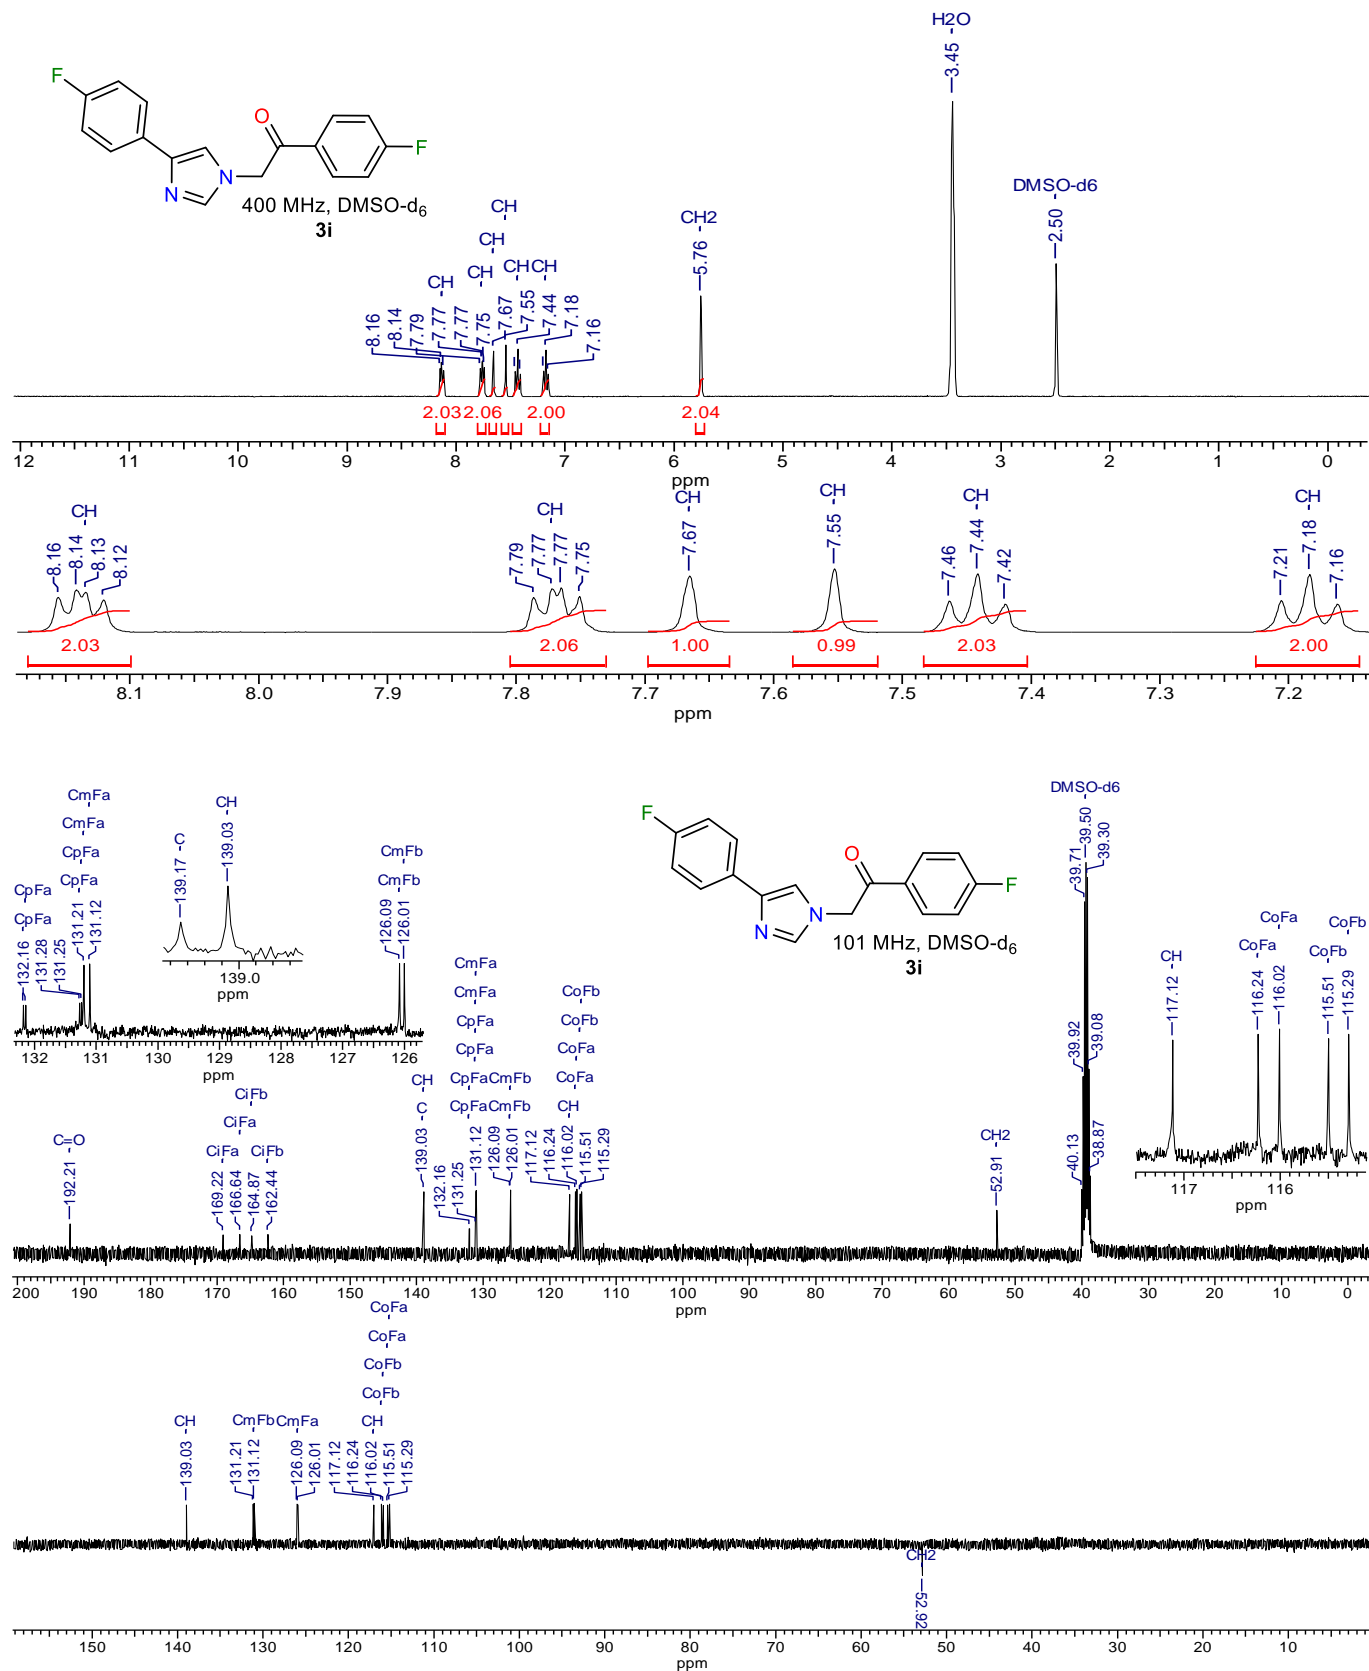 H2O
3.45
F
O
F
N
N
400 MHz, DMSO-d6
3i
DMSO-d6
2.50
CH2
5.76
CH
CH
CH
CH
CH CH
8.16
8.14
7.79
7.77
7.77
7.75
7.67
7.55
7.44
7.18
7.16
2.03 2.06 2.00 2.04
12 11 10 9 8 7 6 5 4 3 2 1 0
ppm
CH CH CH CH CH CH
8.16
8.14
8.13
8.12
7.79
7.77
7.77
7.75
7.67
7.55
7.46
7.44
7.42
7.21
7.18
7.16
2.03 2.06 1.00 0.99 2.03 2.00
8.1 8.0 7.9 7.8 7.7 7.6 7.5 7.4 7.3 7.2
ppm
CmFa
CmFa
CpFa
CpFa
CpFa
CpFa
132.16
131.28
131.25
131.21
131.12
C
139.17
CH
139.03
139.0
ppm
CmFb
CmFb
126.09
126.01
132 131 130 129 128 127 126
ppm
F
O
F
N
N
101 MHz, DMSO-d6
3i
DMSO-d6
39.71
39.50
39.30
39.92
39.08
40.13
38.87
CH
117.12
CoFa
CoFa
116.24
116.02
CoFb
CoFb
115.51
115.29
117 116
ppm
C=O
192.21
CiFb
CiFa
CiFa CiFb
169.22
166.64
164.87
162.44
CH
C
139.03
CmFa
CmFa
CpFa
CpFa
CpFa CmFb
CpFa CmFb
132.16
131.25
131.12
126.09
126.01
CoFb
CoFb
CoFa
CoFa
CH
117.12
116.24
116.02
115.51
115.29
CH2
52.91
200 190 180 170 160 150 140 130 120 110 100 90 80 70 60 50 40 30 20 10 0
ppm
CoFa
CoFa
CoFb
CoFb
CH CmFb CmFa CH
139.03
131.21
131.12
126.09
126.01
117.12
116.24
116.02
115.51
115.29
CH2
52.92
150 140 130 120 110 100 90 80 70 60 50 40 30 20 10
ppm